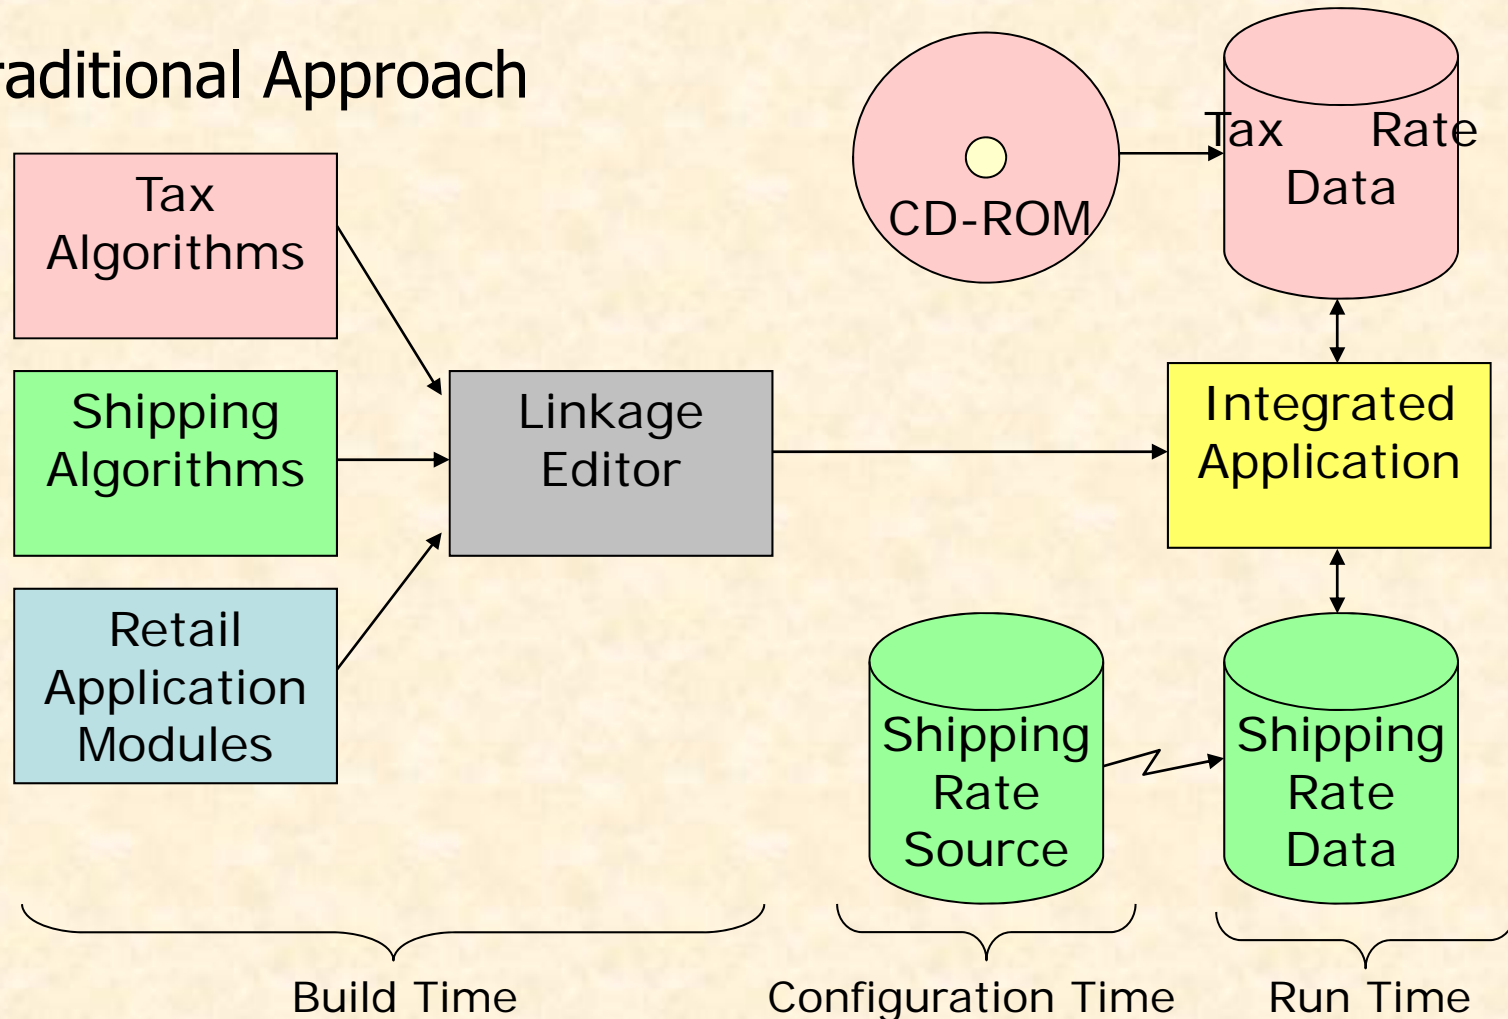 raditional Approach
Tax
Algorithms
Shipping
Algorithms
Retail
Application
Modules
Linkage
Editor
CD-ROM
Tax Rate
Data
Integrated
Application
Shipping
Rate
Source
Shipping
Rate
Data
Build Time
Configuration Time
Run Time